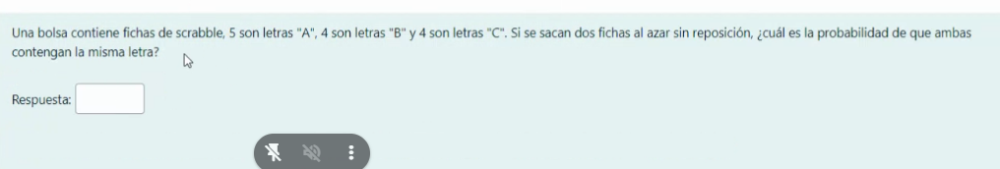 Una bolsa contiene fichas de scrabble, 5 son letras "A", 4 son letras "B" y 4 son letras "C". Si se sacan dos fichas al azar sin reposición, ¿cuál es la probabilidad de que ambas
contengan la misma letra?
Respuesta: